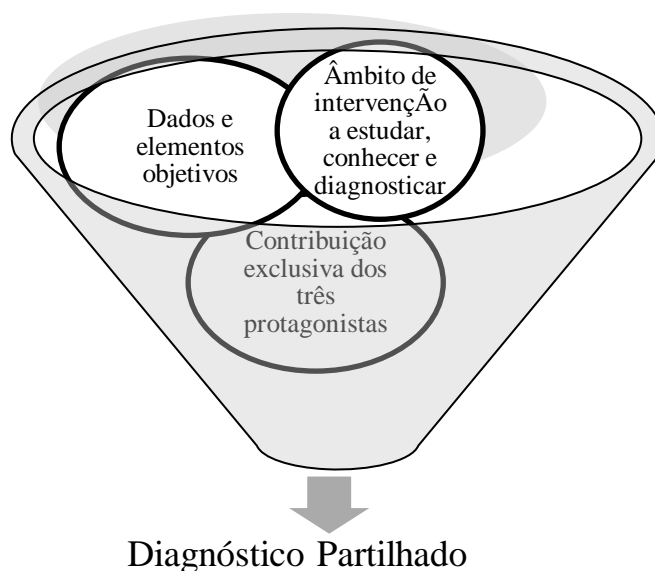 Dados e
elementos
objetivos
Âmbito de
intervençÃo
a estudar,
conhecer e
diagnosticar
Contribuição
exclusiva dos
três
protagonistas
Diagnóstico Partilhado